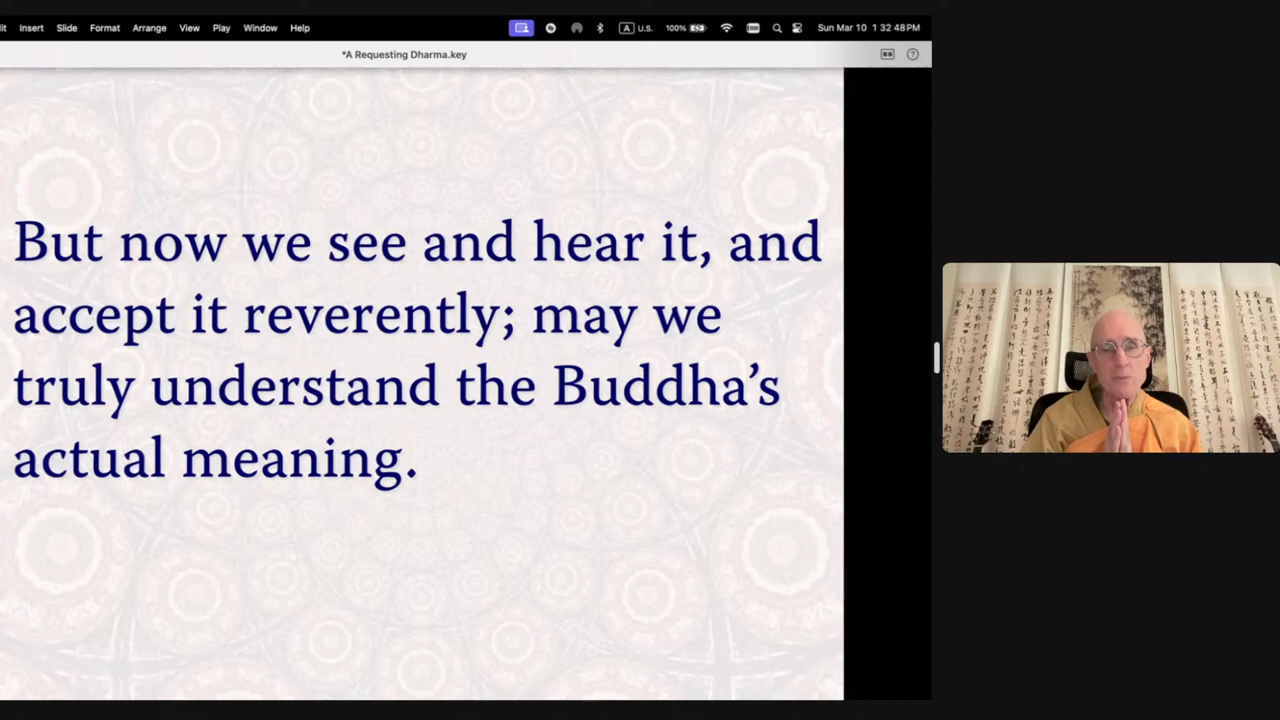 it Insert Slide Format Arrange View Play Window Help A U.S. 100% Sun Mar 10 1 32 48 PM
*A Requesting Dharma.key
But now we see and hear it, and
accept it reverently; may we
truly understand the Buddha’s
actual meaning.